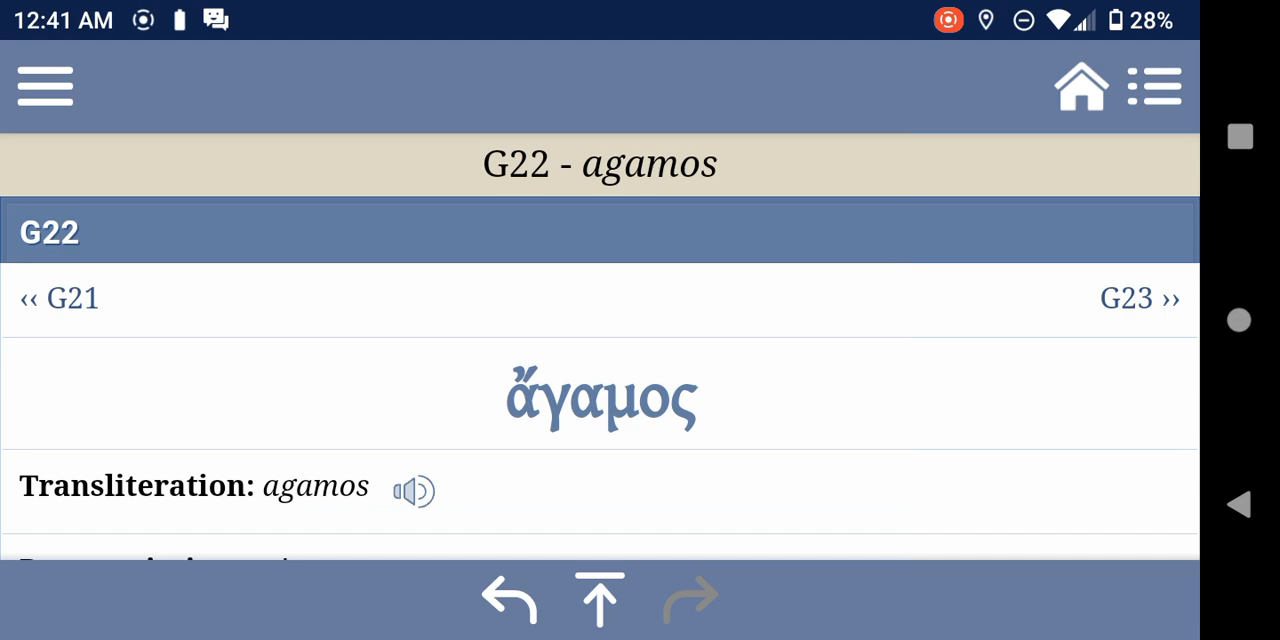 12:41 AM 28%
G22 - agamos
G22
‹‹ G21 G23 ››
ἄγαμος
Transliteration: agamos